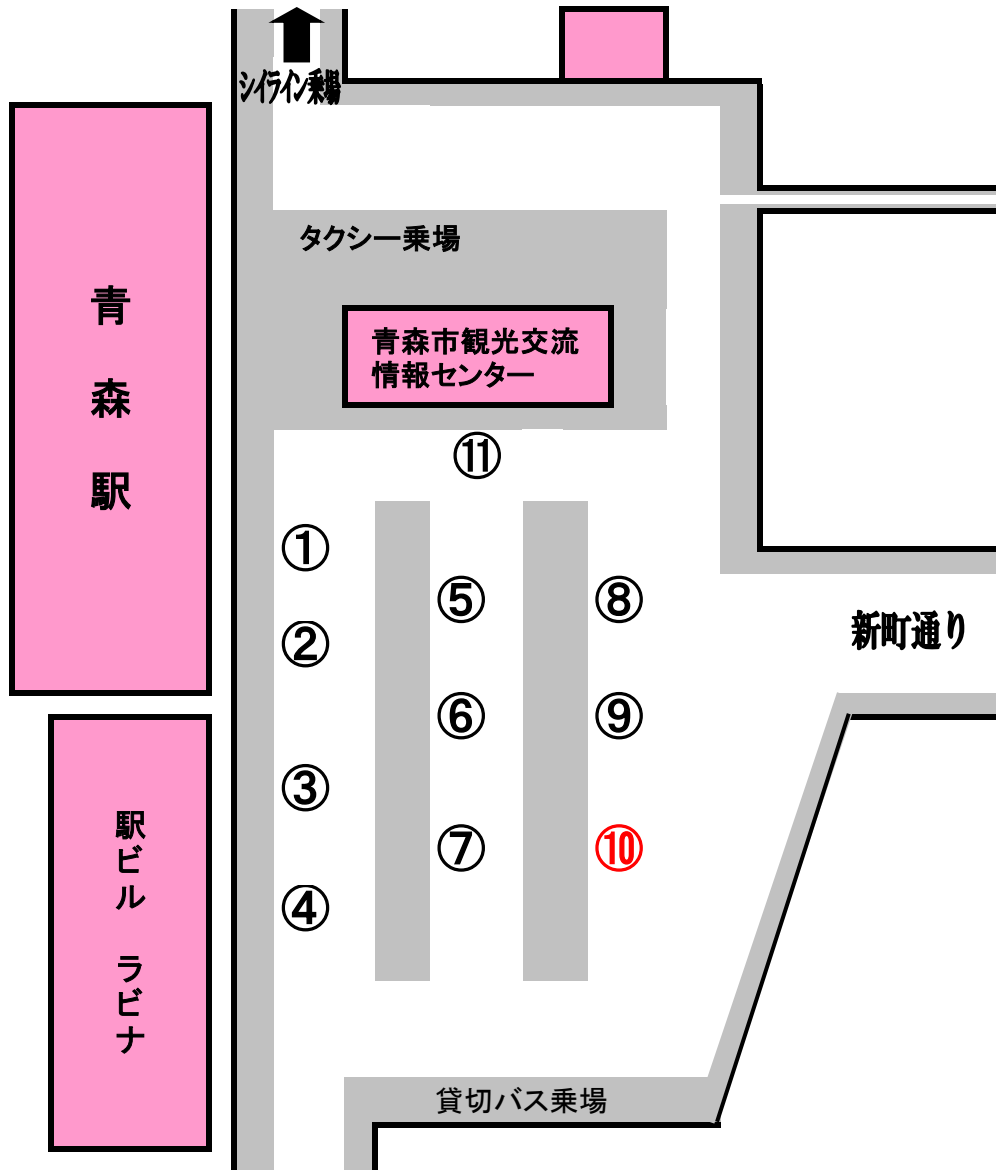 シイライン乗場
タクシー乗場
青森駅
青森市観光交流
情報センター
⑪
①
⑤
⑧
②
新町通り
⑥
⑨
③
⑦
⑩
④
駅ビル ラビナ
貸切バス乗場